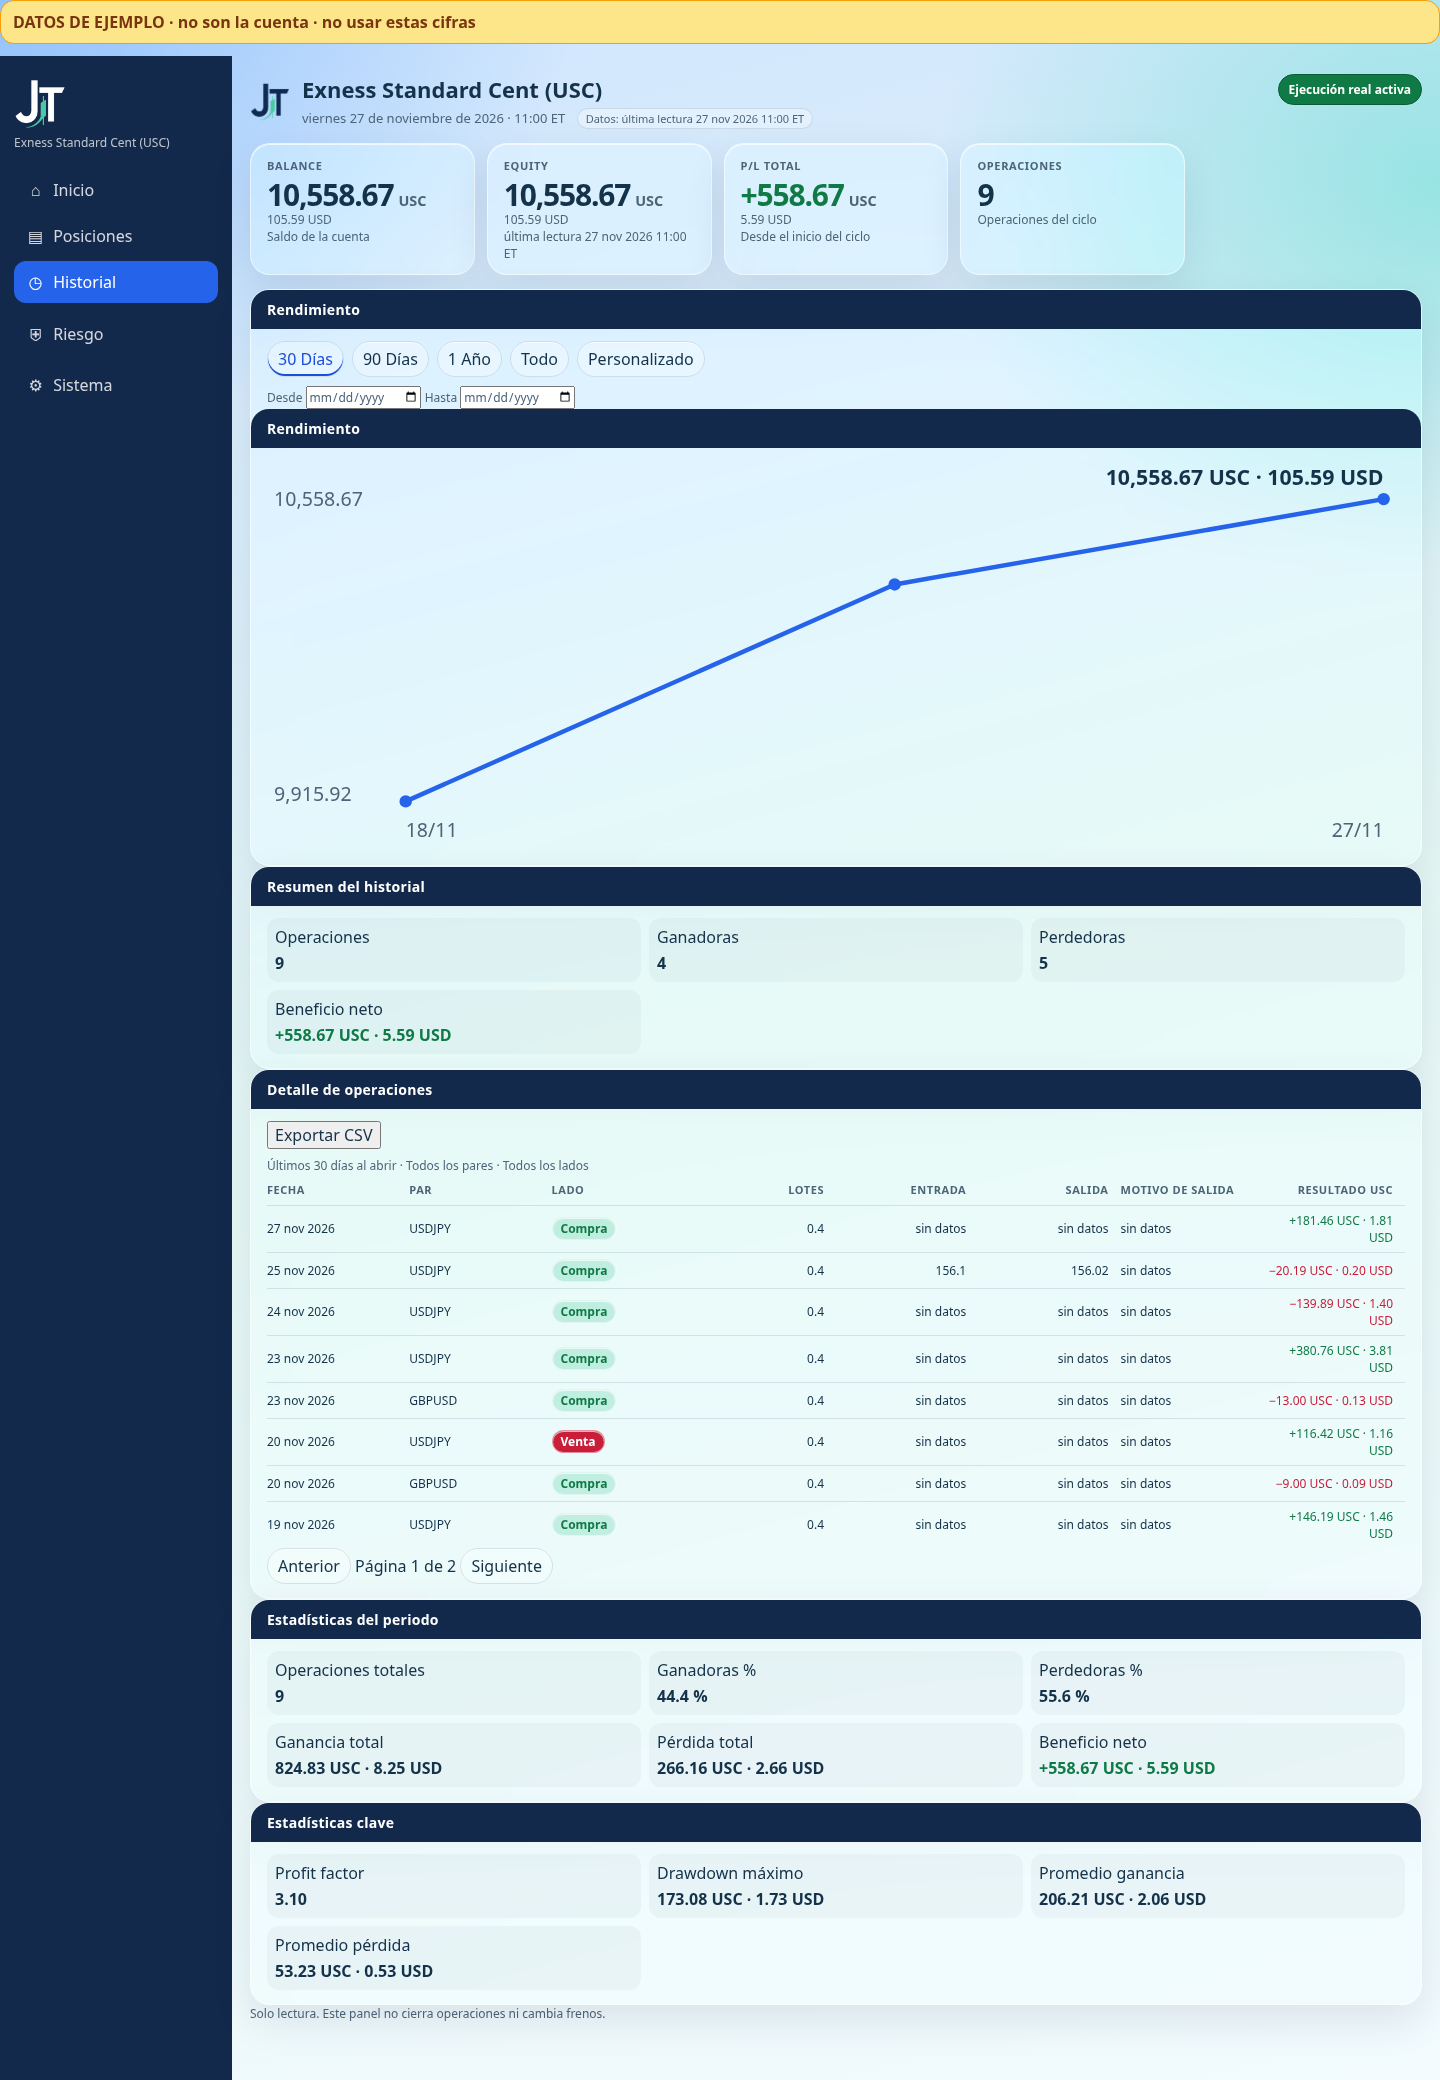 DATOS DE EJEMPLO · no son la cuenta · no usar estas cifras
JT
Exness Standard Cent (USC)
Inicio
Posiciones
Historial
Riesgo
Sistema
JT
Exness Standard Cent (USC)
viernes 27 de noviembre de 2026 · 11:00 ET
Datos: última lectura 27 nov 2026 11:00 ET
Ejecución real activa
BALANCE
10,558.67 USC
105.59 USD
Saldo de la cuenta
EQUITY
10,558.67 USC
105.59 USD
última lectura 27 nov 2026 11:00
ET
P/L TOTAL
+558.67 USC
5.59 USD
Desde el inicio del ciclo
OPERACIONES
9
Operaciones del ciclo
Rendimiento
30 Días 90 Días 1 Año Todo Personalizado
Desde mm/dd/yyyy Hasta mm/dd/yyyy
Rendimiento
10,558.67 USC · 105.59 USD
10,558.67
9,915.92
18/11 27/11
Resumen del historial
Operaciones
9
Ganadoras
4
Perdedoras
5
Beneficio neto
+558.67 USC · 5.59 USD
Detalle de operaciones
Exportar CSV
Últimos 30 días al abrir · Todos los pares · Todos los lados
FECHA PAR LADO LOTES ENTRADA SALIDA MOTIVO DE SALIDA RESULTADO USC
27 nov 2026 USDJPY Compra 0.4 sin datos sin datos sin datos +181.46 USC · 1.81
USD
25 nov 2026 USDJPY Compra 0.4 156.1 156.02 sin datos −20.19 USC · 0.20 USD
24 nov 2026 USDJPY Compra 0.4 sin datos sin datos sin datos −139.89 USC · 1.40
USD
23 nov 2026 USDJPY Compra 0.4 sin datos sin datos sin datos +380.76 USC · 3.81
USD
23 nov 2026 GBPUSD Compra 0.4 sin datos sin datos sin datos −13.00 USC · 0.13 USD
20 nov 2026 USDJPY Venta 0.4 sin datos sin datos sin datos +116.42 USC · 1.16
USD
20 nov 2026 GBPUSD Compra 0.4 sin datos sin datos sin datos −9.00 USC · 0.09 USD
19 nov 2026 USDJPY Compra 0.4 sin datos sin datos sin datos +146.19 USC · 1.46
USD
Anterior Página 1 de 2 Siguiente
Estadísticas del periodo
Operaciones totales
9
Ganadoras %
44.4 %
Perdedoras %
55.6 %
Ganancia total
824.83 USC · 8.25 USD
Pérdida total
266.16 USC · 2.66 USD
Beneficio neto
+558.67 USC · 5.59 USD
Estadísticas clave
Profit factor
3.10
Drawdown máximo
173.08 USC · 1.73 USD
Promedio ganancia
206.21 USC · 2.06 USD
Promedio pérdida
53.23 USC · 0.53 USD
Solo lectura. Este panel no cierra operaciones ni cambia frenos.